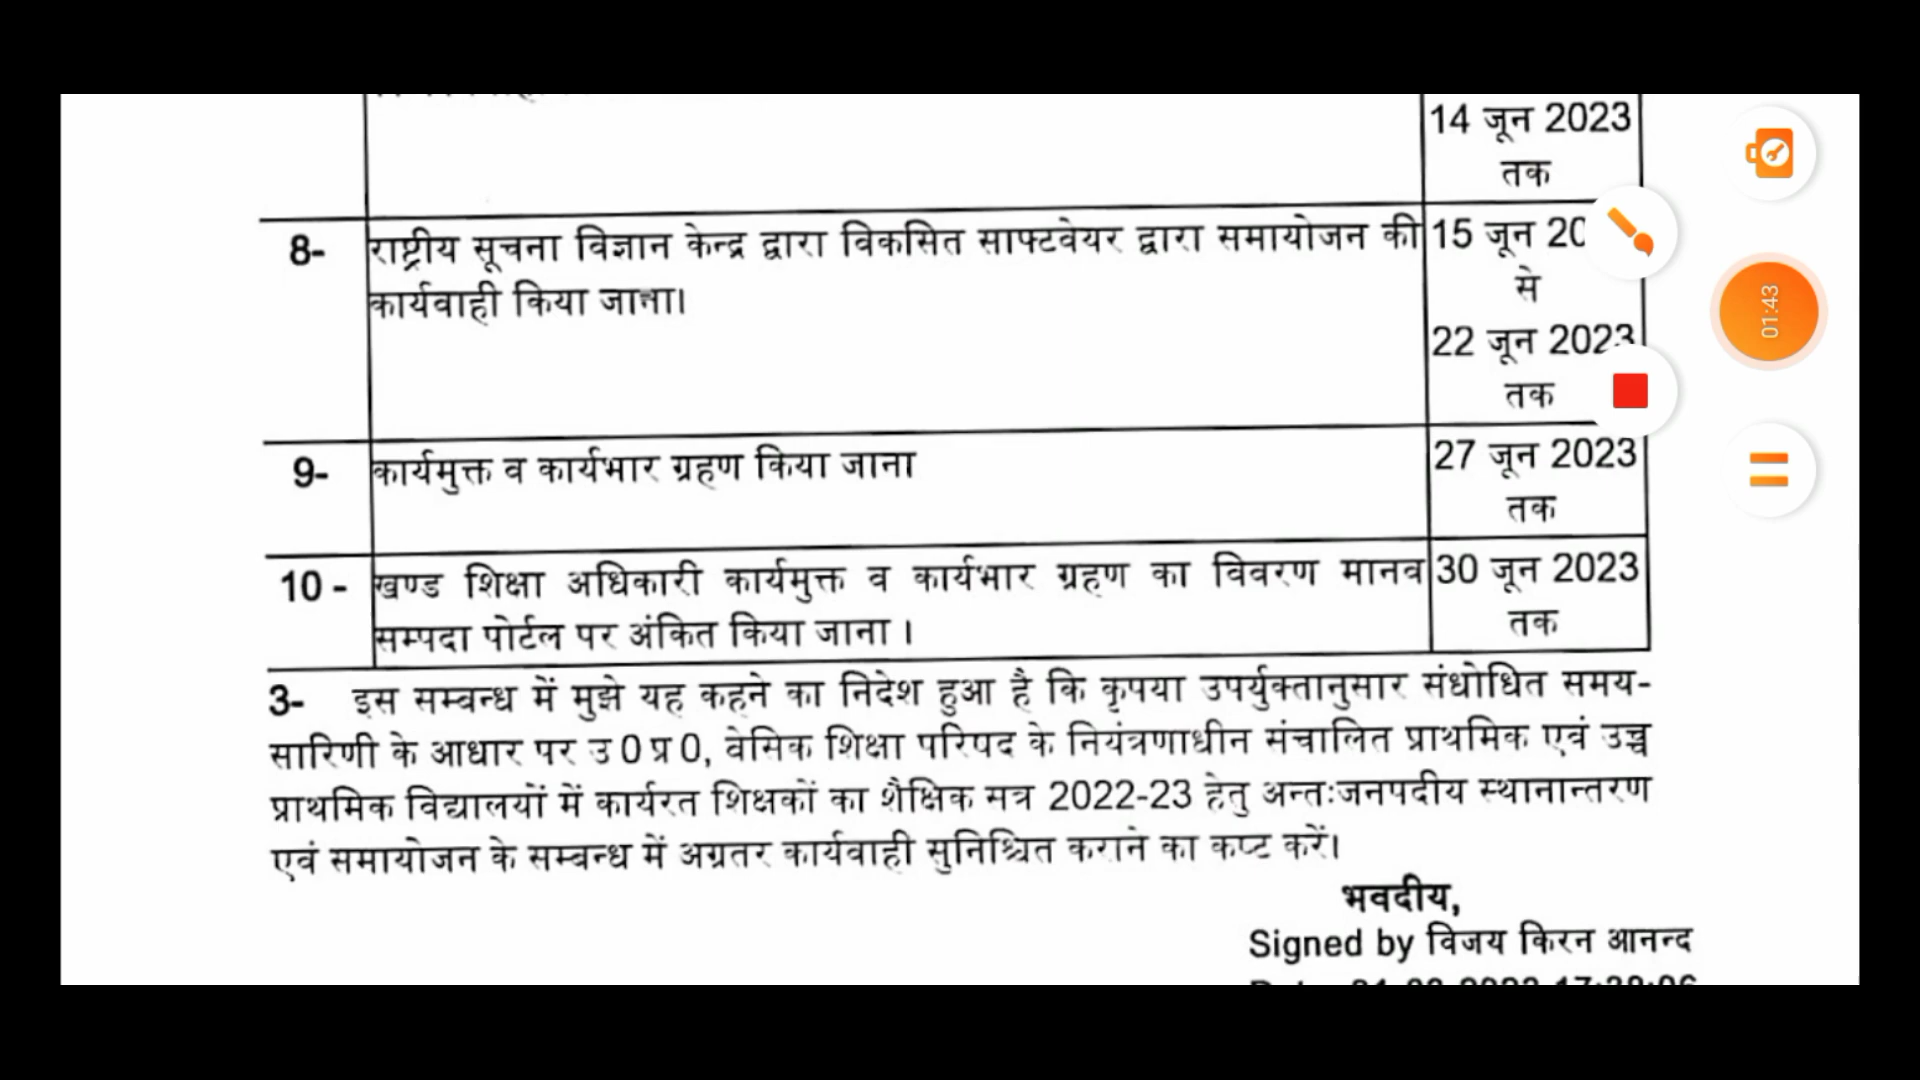 14 जून 2023
तक
8- राष्ट्रीय सूचना विज्ञान केन्द्र द्वारा विकसित साफ्टवेयर द्वारा समायोजन की 15 जून 20
कार्यवाही किया जाना। से
22 जून 2023
तक
9- कार्यमुक्त व कार्यभार ग्रहण किया जाना 27 जून 2023
तक
10 - खण्ड शिक्षा अधिकारी कार्यमुक्त व कार्यभार ग्रहण का विवरण मानव 30 जून 2023
सम्पदा पोर्टल पर अंकित किया जाना । तक
3- इस सम्बन्ध में मुझे यह कहने का निदेश हुआ है कि कृपया उपर्युक्तानुसार संशोधित समय-
सारिणी के आधार पर उ0प्र0, बेसिक शिक्षा परिषद के नियंत्रणाधीन संचालित प्राथमिक एवं उच्च
प्राथमिक विद्यालयों में कार्यरत शिक्षकों का शैक्षिक सत्र 2022-23 हेतु अन्तःजनपदीय स्थानान्तरण
एवं समायोजन के सम्बन्ध में अग्रतर कार्यवाही सुनिश्चित कराने का कष्ट करें।
भवदीय,
Signed by विजय किरन आनन्द
01:43